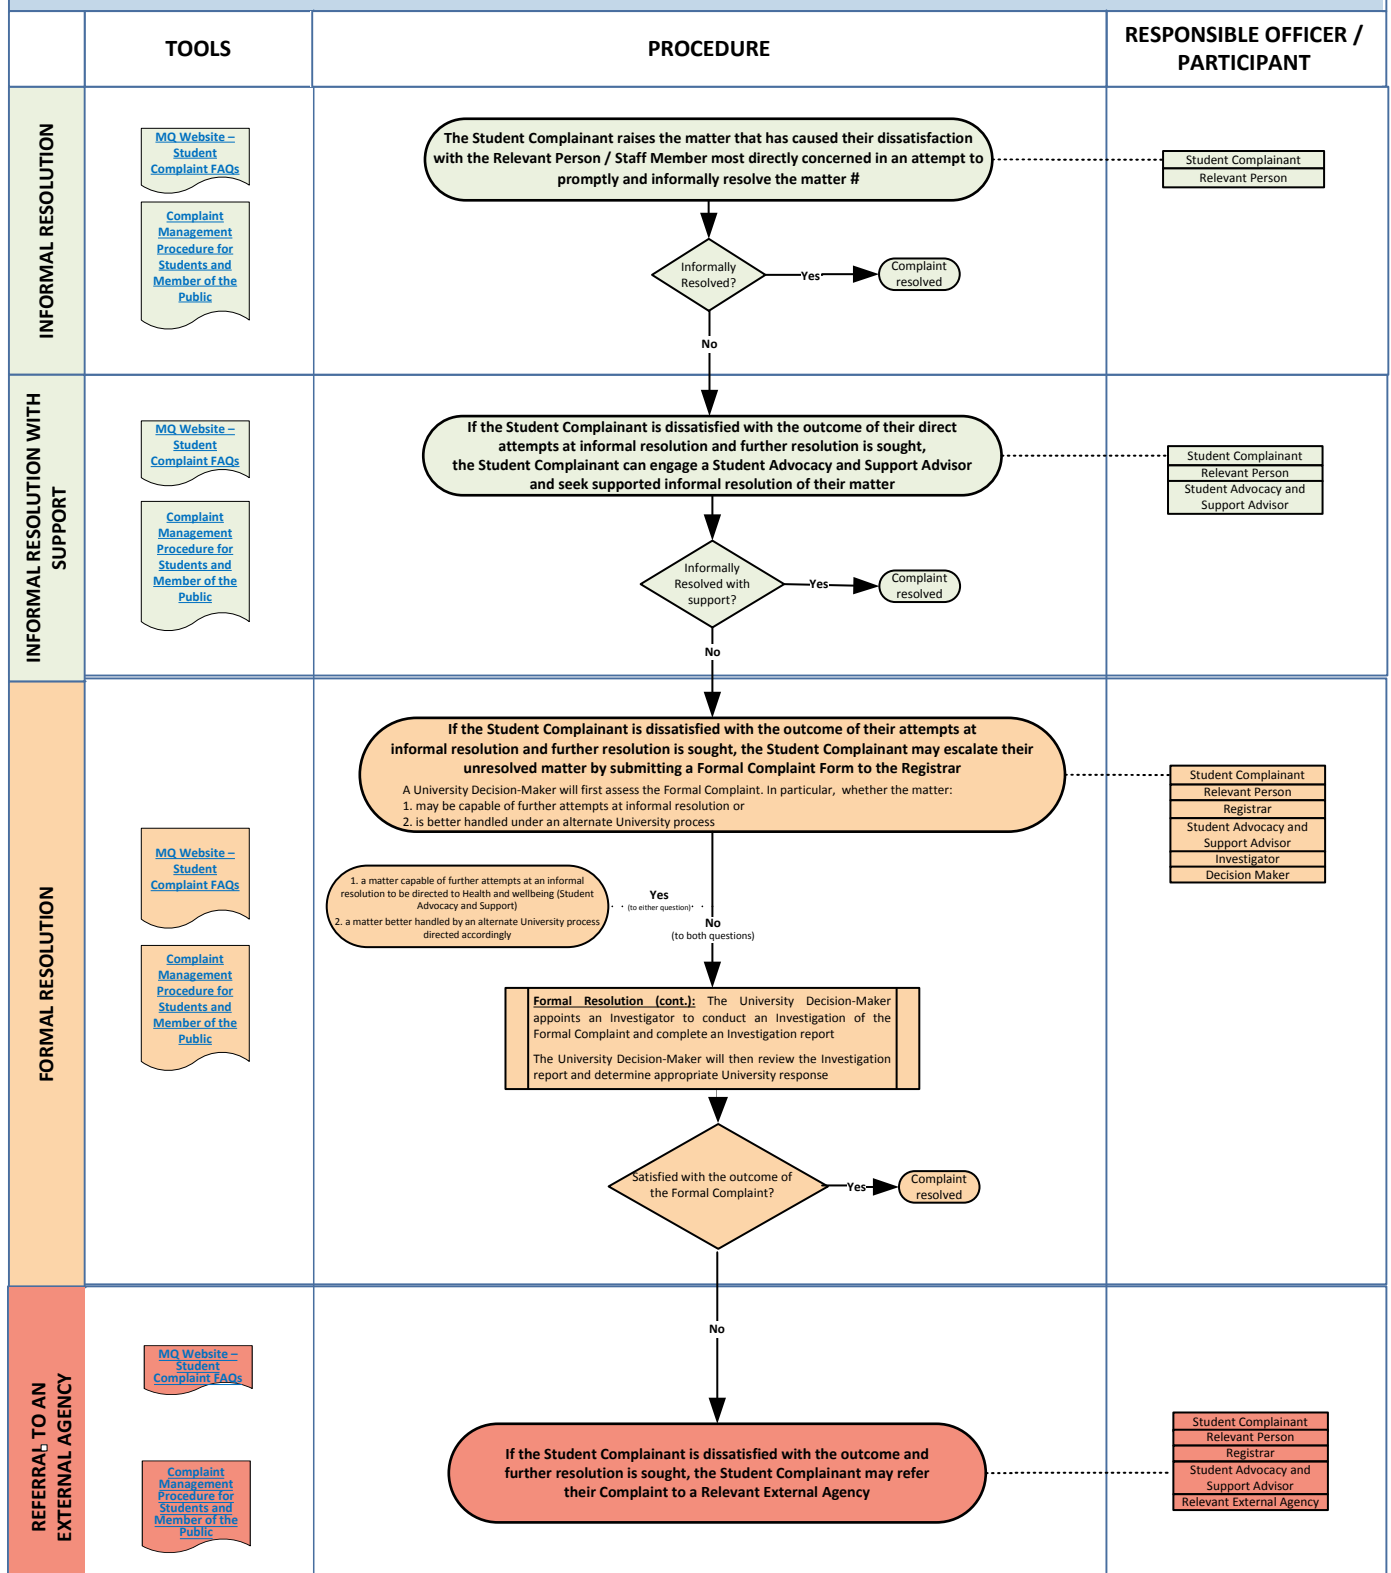 TOOLS
PROCEDURE
RESPONSIBLE OFFICER /
PARTICIPANT
INFORMAL RESOLUTION
MQ Website –
Student
Complaint FAQs
Complaint
Management
Procedure for
Students and
Member of the
Public
The Student Complainant raises the matter that has caused their dissatisfaction
with the Relevant Person / Staff Member most directly concerned in an attempt to
promptly and informally resolve the matter #
Student Complainant
Relevant Person
Informally
Resolved?
Yes
Complaint
resolved
No
INFORMAL RESOLUTION WITH
SUPPORT
MQ Website –
Student
Complaint FAQs
Complaint
Management
Procedure for
Students and
Member of the
Public
If the Student Complainant is dissatisfied with the outcome of their direct
attempts at informal resolution and further resolution is sought,
the Student Complainant can engage a Student Advocacy and Support Advisor
and seek supported informal resolution of their matter
Student Complainant
Relevant Person
Student Advocacy and
Support Advisor
Informally
Resolved with
support?
Yes
Complaint
resolved
No
FORMAL RESOLUTION
MQ Website –
Student
Complaint FAQs
Complaint
Management
Procedure for
Students and
Member of the
Public
If the Student Complainant is dissatisfied with the outcome of their attempts at
informal resolution and further resolution is sought, the Student Complainant may escalate their
unresolved matter by submitting a Formal Complaint Form to the Registrar
A University Decision-Maker will first assess the Formal Complaint. In particular, whether the matter:
1. may be capable of further attempts at informal resolution or
2. is better handled under an alternate University process
Student Complainant
Relevant Person
Registrar
Student Advocacy and
Support Advisor
Investigator
Decision Maker
1. a matter capable of further attempts at an informal
resolution to be directed to Health and wellbeing (Student
Advocacy and Support)
2. a matter better handled by an alternate University process
directed accordingly
Yes
(to either question)
No
(to both questions)
Formal Resolution (cont.): The University Decision-Maker
appoints an Investigator to conduct an Investigation of the
Formal Complaint and complete an Investigation report
The University Decision-Maker will then review the Investigation
report and determine appropriate University response
Satisfied with the outcome of
the Formal Complaint?
Yes
Complaint
resolved
No
REFERRAL TO AN
EXTERNAL AGENCY
MQ Website –
Student
Complaint FAQs
Complaint
Management
Procedure for
Students and
Member of the
Public
If the Student Complainant is dissatisfied with the outcome and
further resolution is sought, the Student Complainant may refer
their Complaint to a Relevant External Agency
Student Complainant
Relevant Person
Registrar
Student Advocacy and
Support Advisor
Relevant External Agency